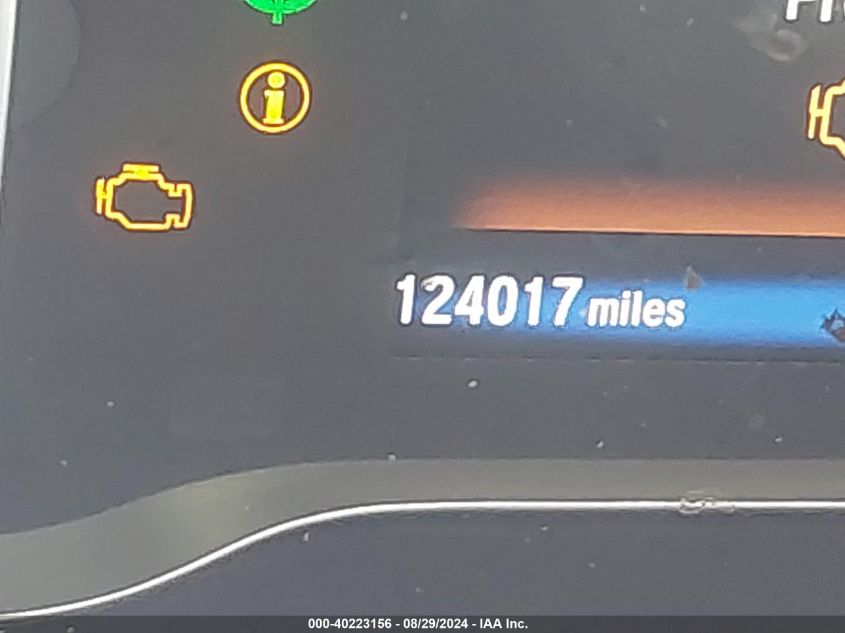 124017 miles
000-40223156 - 08/29/2024 - IAA Inc.